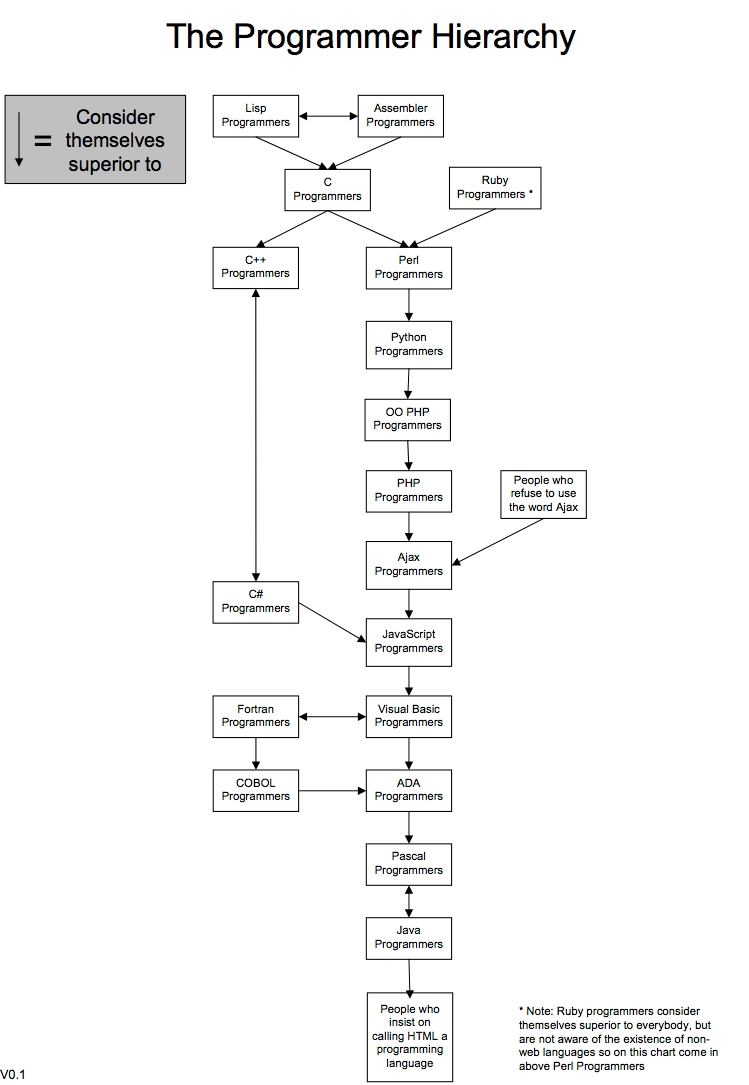 The Programmer Hierarchy
Consider
themselves
superior to
=
Lisp
Programmers
Assembler
Programmers
C
Programmers
Ruby
Programmers *
C++
Programmers
Perl
Programmers
Python
Programmers
OO PHP
Programmers
PHP
Programmers
People who
refuse to use
the word Ajax
Ajax
Programmers
C#
Programmers
JavaScript
Programmers
Fortran
Programmers
Visual Basic
Programmers
COBOL
Programmers
ADA
Programmers
Pascal
Programmers
Java
Programmers
People who
insist on
calling HTML a
programming
language
* Note: Ruby programmers consider
themselves superior to everybody, but
are not aware of the existence of non-
web languages so on this chart come in
above Perl Programmers
V0.1